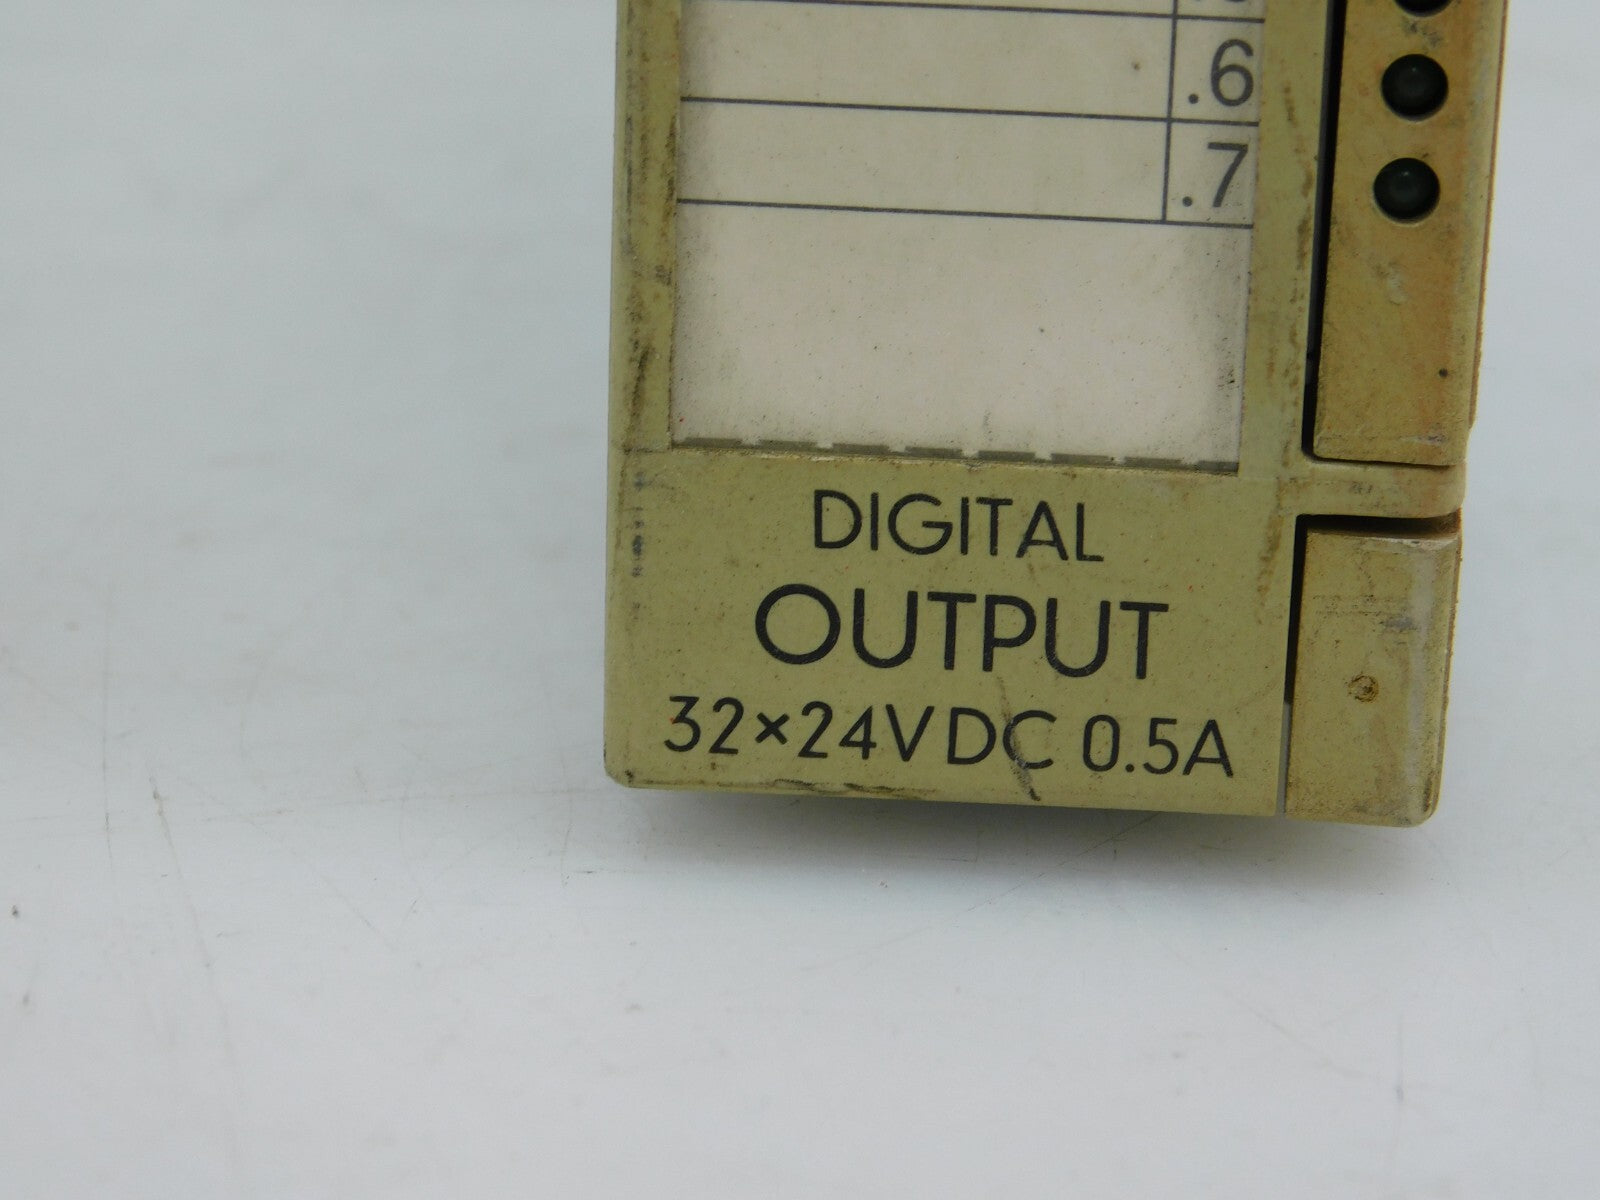 .6
.7
DIGITAL
OUTPUT
32×24VDC 0.5A